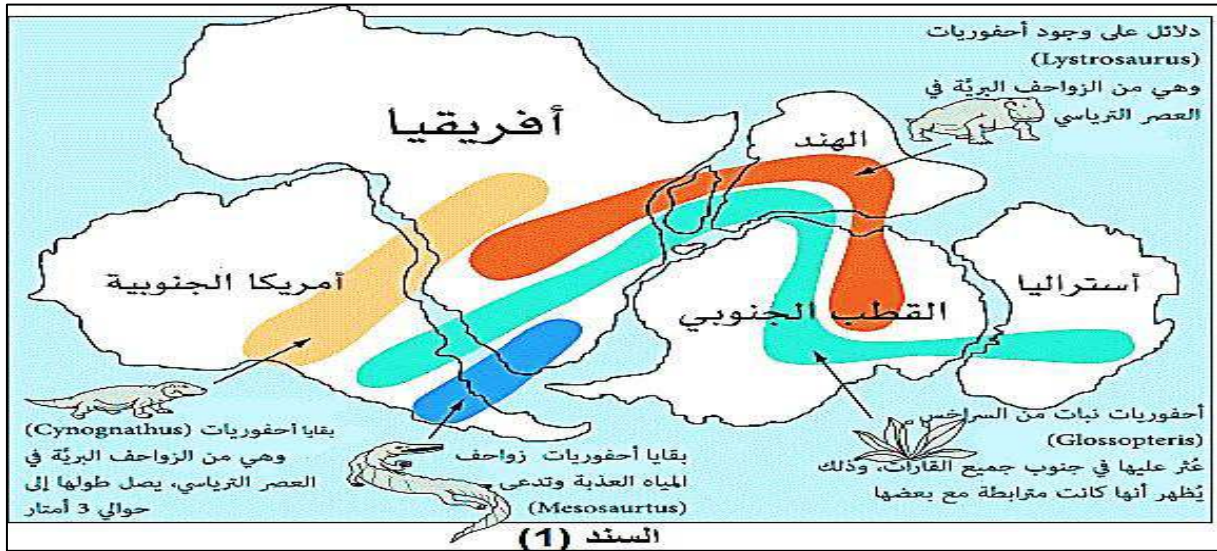 دلائل على وجود أحفوريات
(Lystrosaurus)
وهي من الزواحف البريَّة في
العصر الترياسي
أفريقيا
الهند
أمريكا الجنوبية
القطب الجنوبي
أستراليا
بقايا أحفوريات (Cynognathus)
وهي من الزواحف البريَّة في
العصر الترياسي، يصل طولها إلى
حوالي 3 أمتار
بقايا أحفوريات زواحف
المياه العذبة وتدعى
(Mesosaurtus)
أحفوريات نبات من السراخس
(Glossopteris)
عُثر عليها في جنوب جميع القارات، وذلك
يُظهر أنها كانت مترابطة مع بعضها
السند (1)